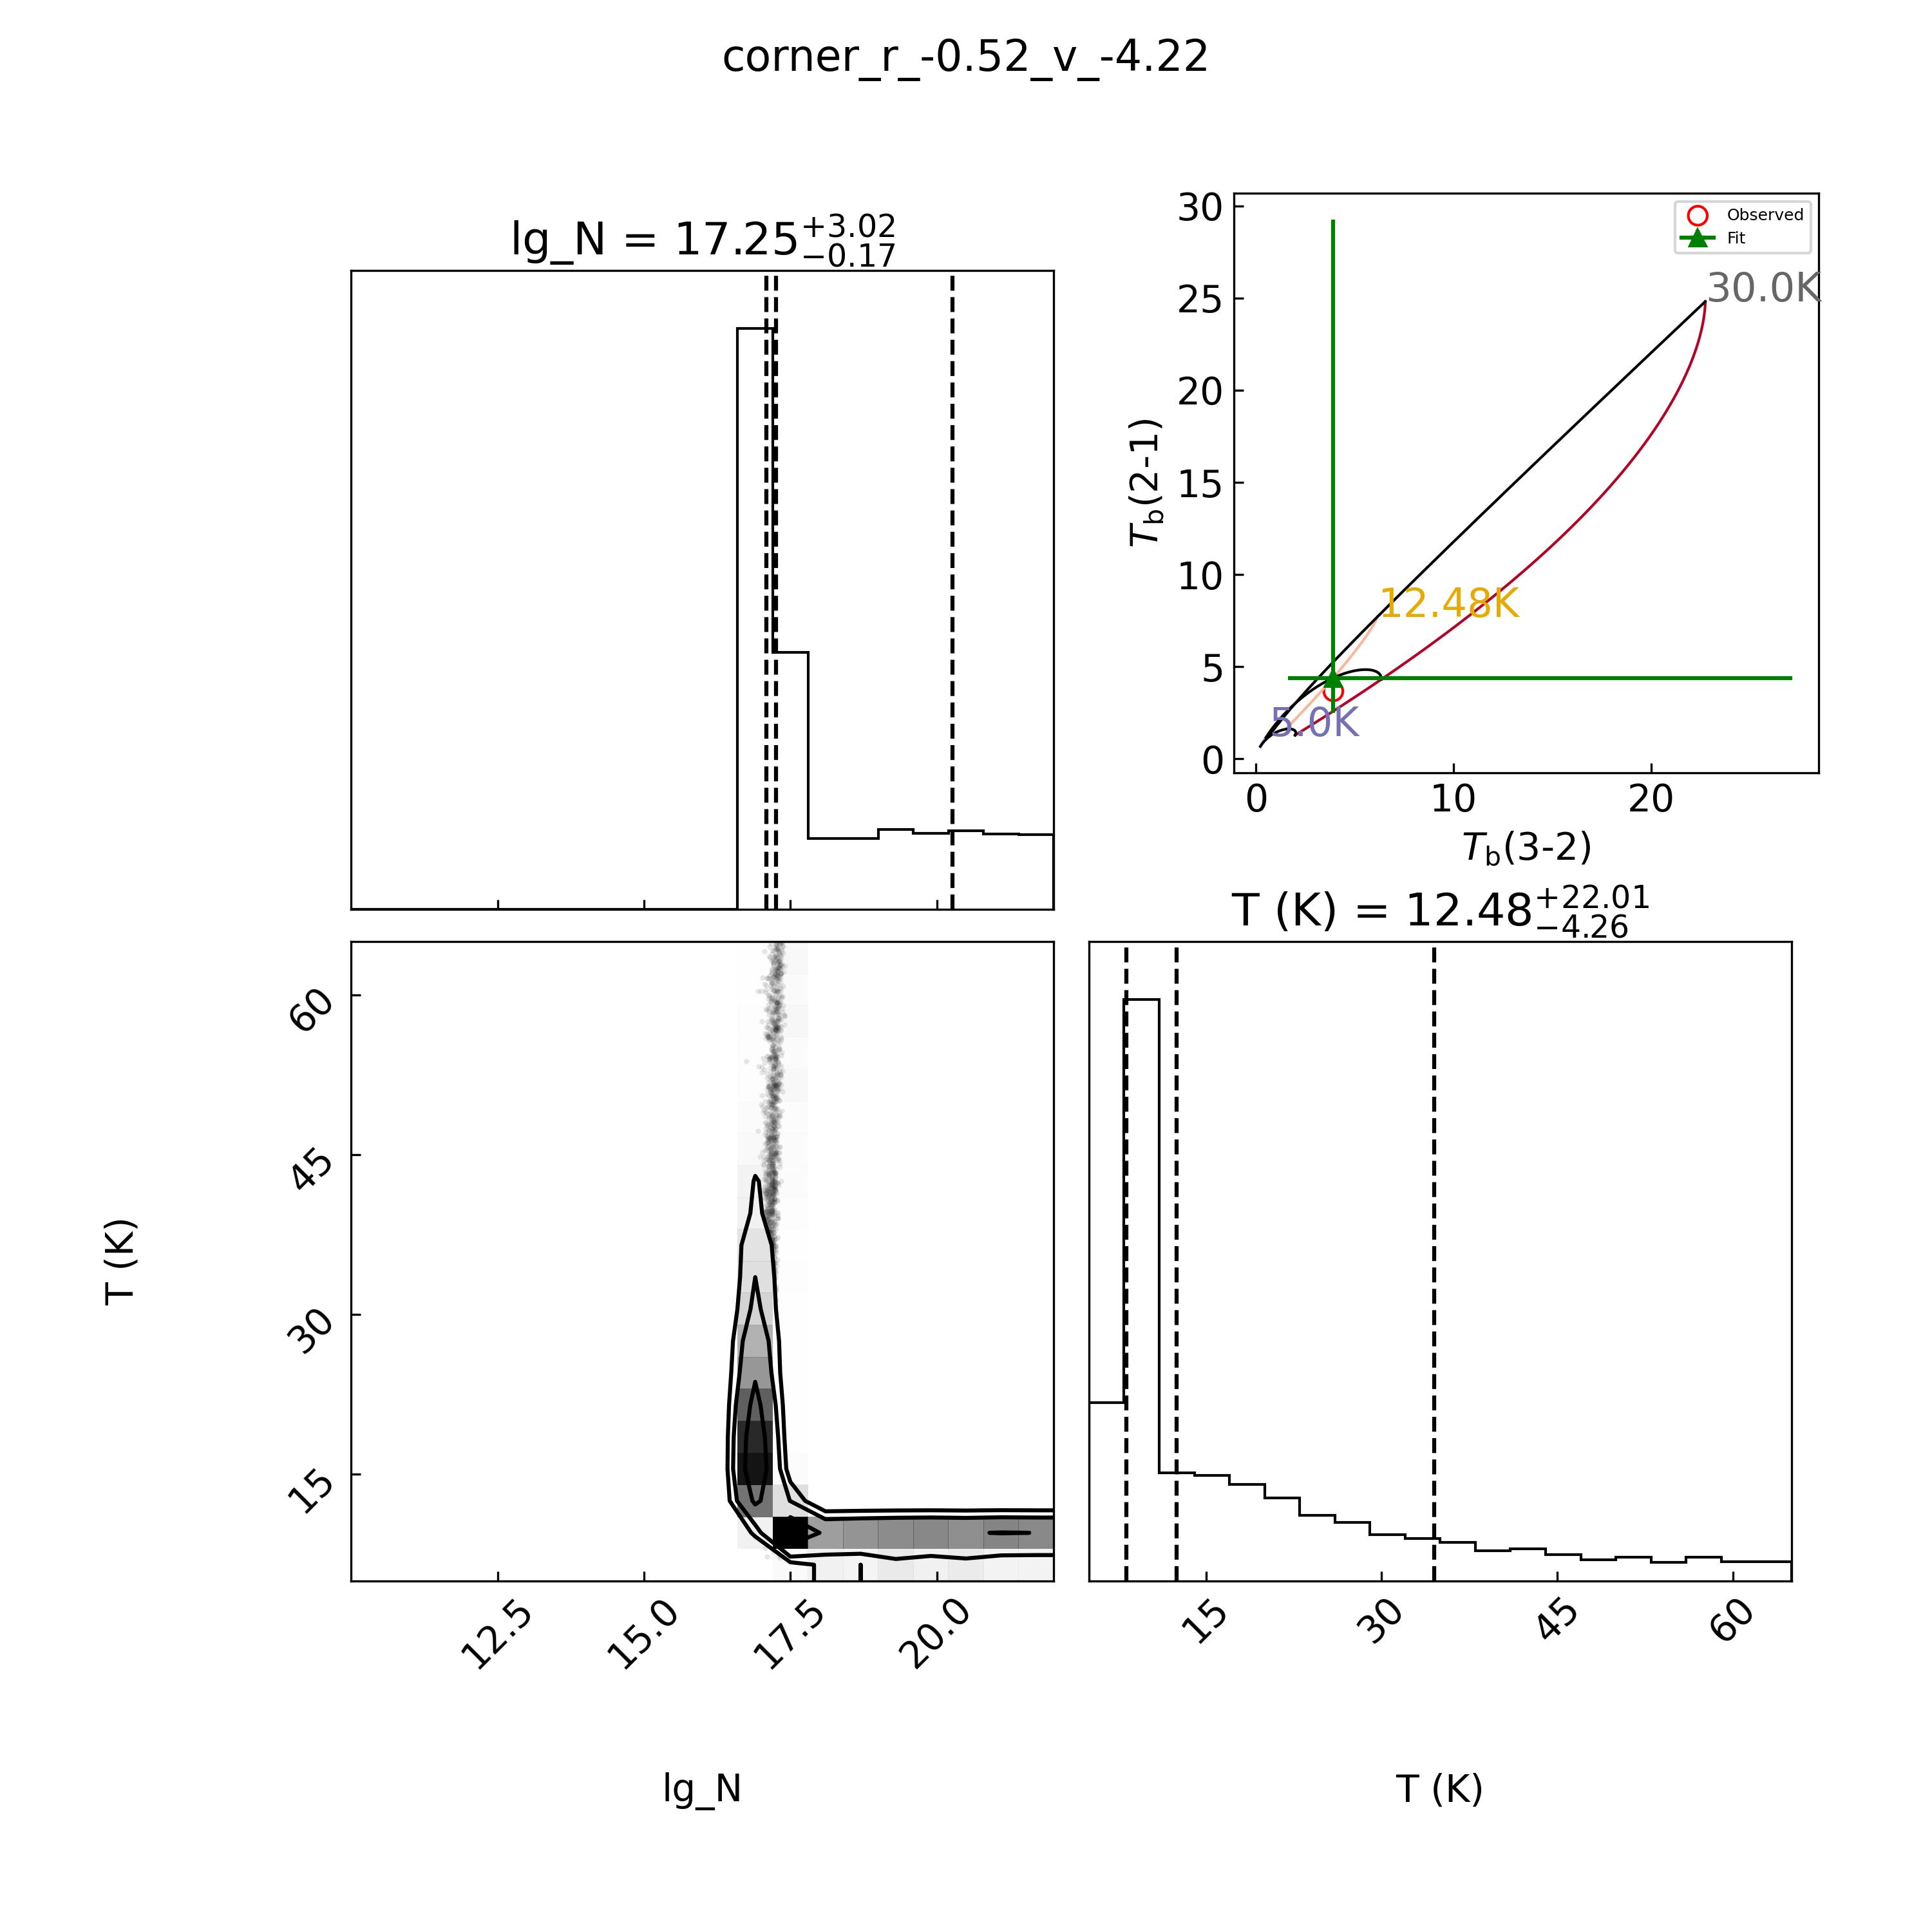 corner_r_-0.52_v_-4.22
lg_N = 17.25+3.02−0.17
30
25
20
15
10
5
0
Tb(2-1)
Observed
Fit
30.0K
12.48K
5.0K
0 10 20
Tb(3-2)
T (K) = 12.48+22.01−4.26
60
45
30
15
T (K)
12.5 15.0 17.5 20.0
lg_N
15 30 45 60
T (K)